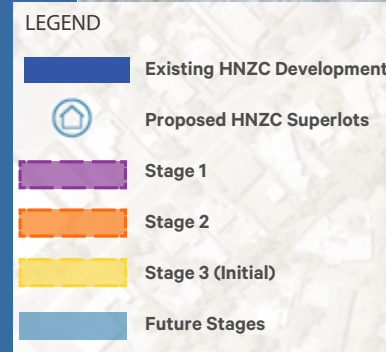 LEGEND
Existing HNZC Development
Proposed HNZC Superlots
Stage 1
Stage 2
Stage 3 (Initial)
Future Stages